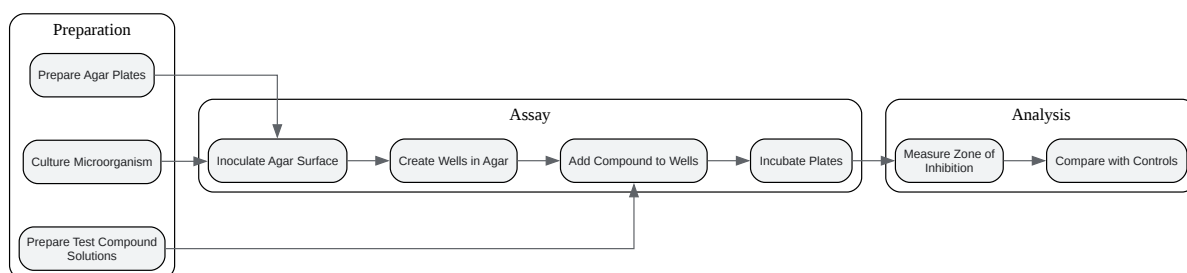 Preparation
Prepare Agar Plates
Culture Microorganism
Prepare Test Compound
Solutions
Assay
Inoculate Agar Surface
Create Wells in Agar
Add Compound to Wells
Incubate Plates
Analysis
Measure Zone of
Inhibition
Compare with Controls